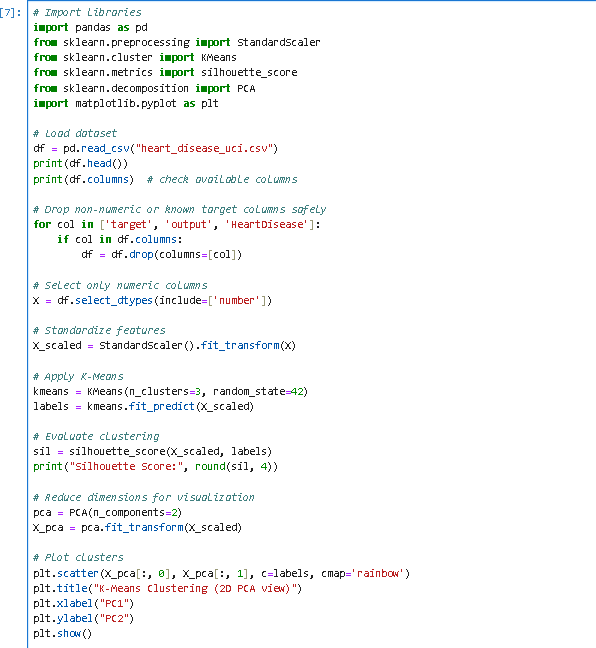 [7]:
# Import Libraries
import pandas as pd
from sklearn.preprocessing import StandardScaler
from sklearn.cluster import KMeans
from sklearn.metrics import silhouette_score
from sklearn.decomposition import PCA
import matplotlib.pyplot as plt
# Load dataset
df = pd.read_csv("heart_disease_uci.csv")
print(df.head())
print(df.columns)  # check available columns
# Drop non-numeric or known target columns safely
for col in ['target', 'output', 'HeartDisease']:
    if col in df.columns:
        df = df.drop(columns=[col])
# Select only numeric columns
X = df.select_dtypes(include=['number'])
# Standardize features
X_scaled = StandardScaler().fit_transform(X)
# Apply K-Means
kmeans = KMeans(n_clusters=3, random_state=42)
labels = kmeans.fit_predict(X_scaled)
# Evaluate clustering
sil = silhouette_score(X_scaled, labels)
print("Silhouette Score:", round(sil, 4))
# Reduce dimensions for visualization
pca = PCA(n_components=2)
X_pca = pca.fit_transform(X_scaled)
# Plot clusters
plt.scatter(X_pca[:, 0], X_pca[:, 1], c=labels, cmap='rainbow')
plt.title("K-Means Clustering (2D PCA view)")
plt.xlabel("PC1")
plt.ylabel("PC2")
plt.show()